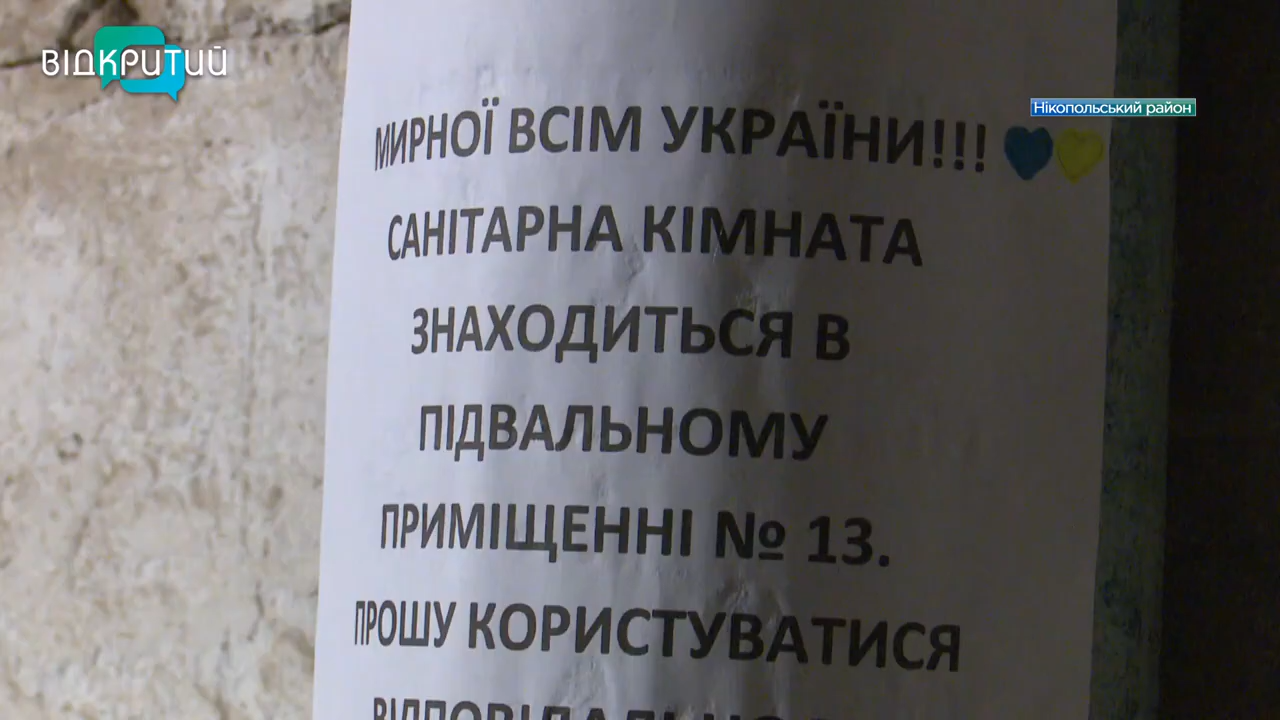 ВІДКРИТИЙ
Нікопольський район
МИРНОЇ ВСІМ УКРАЇНИ!!!
САНІТАРНА КІМНАТА
ЗНАХОДИТЬСЯ В
ПІДВАЛЬНОМУ
ПРИМІЩЕННІ № 13.
ПРОШУ КОРИСТУВАТИСЯ